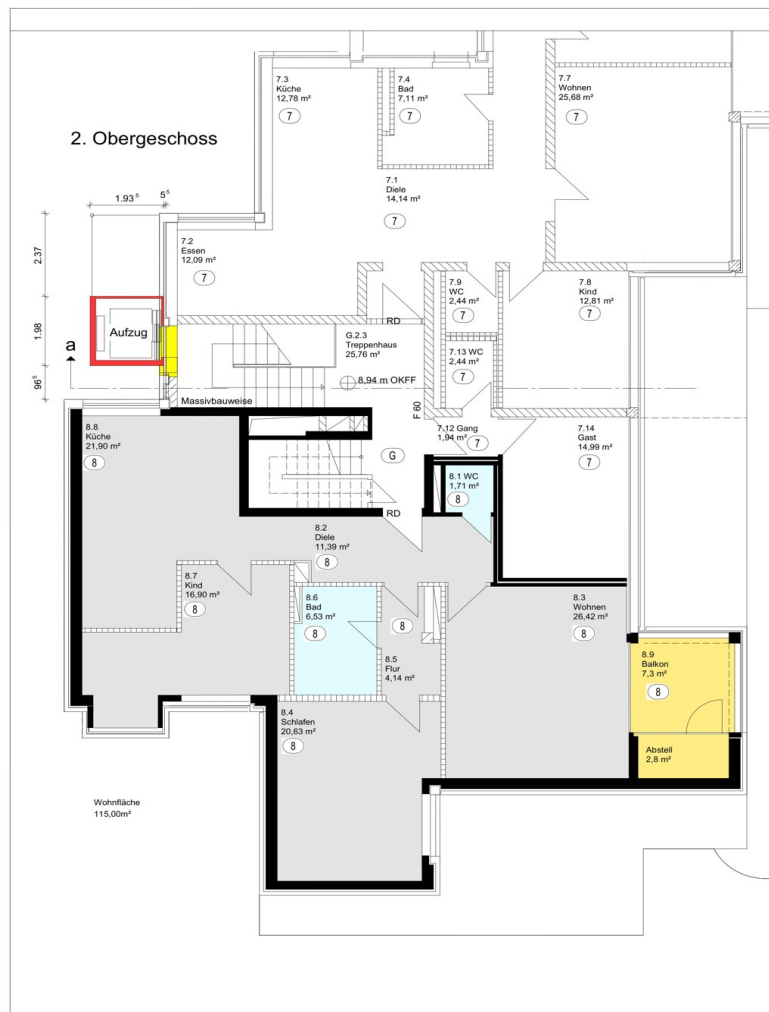 7.3
Küche
12,78 m²
7
7.4
Bad
7,11 m²
7
7.7
Wohnen
25,68 m²
7
2. Obergeschoss
7.1
Diele
14,14 m²
7
1.93⁵
5⁵
7.2
Essen
12,09 m²
7
2.37
7.9
WC
2,44 m²
7
7.8
Kind
12,81 m²
7
RD
Aufzug
1.98
G.2.3
Treppenhaus
25,76 m²
7.13 WC
2,44 m²
7
a
8,94 m OKFF
96⁵
Massivbauweise
F 60
8.8
Küche
21,90 m²
8
7.12 Gang
1,94 m²
7
7.14
Gast
14,99 m²
7
G
8.1 WC
1,71 m²
8
RD
8.2
Diele
11,39 m²
8
8.7
Kind
16,90 m²
8
8.6
Bad
6,53 m²
8
8
8.5
Flur
4,14 m²
8.3
Wohnen
26,42 m²
8
8.9
Balkon
7,3 m²
8
8.4
Schlafen
20,63 m²
8
Abstell
2,8 m²
Wohnfläche
115,00m²